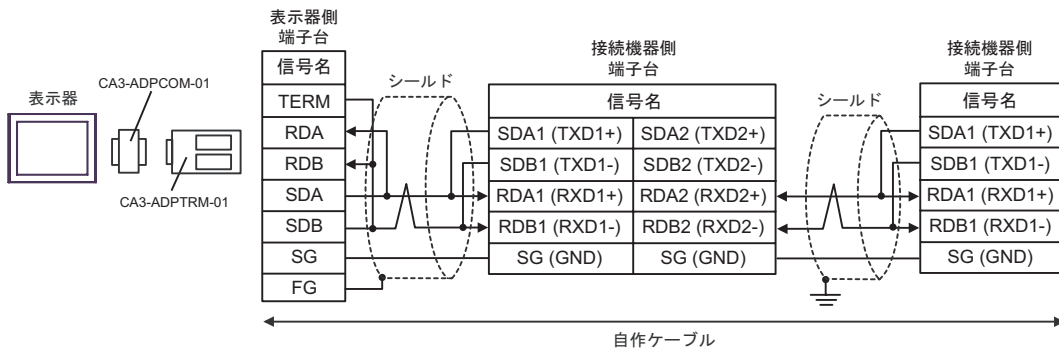 表示器
CA3-ADPCOM-01
CA3-ADPTRM-01
表示器側
端子台
信号名
TERM
RDA
RDB
SDA
SDB
SG
FG
シールド
接続機器側
端子台
信号名
SDA1 (TXD1+) SDA2 (TXD2+)
SDB1 (TXD1-) SDB2 (TXD2-)
RDA1 (RXD1+) RDA2 (RXD2+)
RDB1 (RXD1-) RDB2 (RXD2-)
SG (GND) SG (GND)
シールド
接続機器側
端子台
信号名
SDA1 (TXD1+)
SDB1 (TXD1-)
RDA1 (RXD1+)
RDB1 (RXD1-)
SG (GND)
自作ケーブル